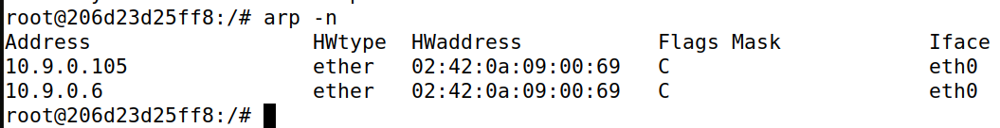 root@206d23d25ff8:/# arp -n
Address HWtype HWaddress Flags Mask Iface
10.9.0.105 ether 02:42:0a:09:00:69 C eth0
10.9.0.6 ether 02:42:0a:09:00:69 C eth0
root@206d23d25ff8:/#